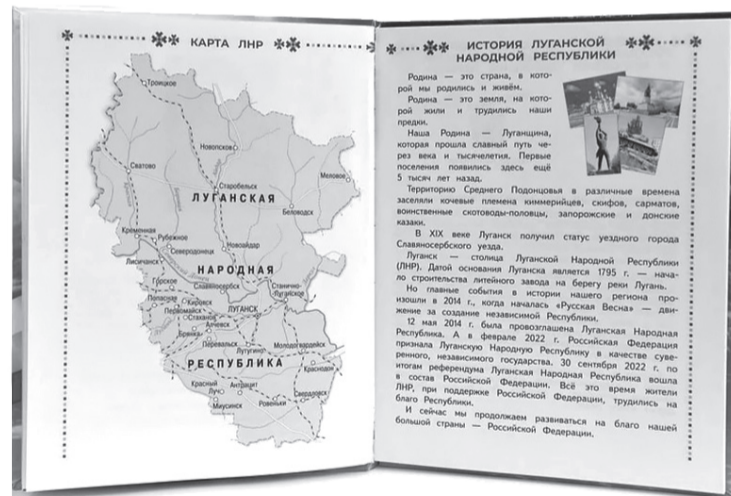 КАРТА ЛНР
Троицкое
Новопсков
Меловое
Сватово
Старобельск
ЛУГАНСКАЯ
Беловодск
Кременная
Рубежное
Северодонецк
Новоайдар
Лисичанск
НАРОДНАЯ
Горское
Славяносербск
Станично-
Луганское
Попасная
Кировск
Первомайск
ЛУГАНСК
Стаханов
Алчевск
Брянка
Перевальск
Лутугино
Молодогвардейск
РЕСПУБЛИКА
Краснодон
Красный
Луч
Антрацит
Свердловск
Ровеньки
Миусинск
ИСТОРИЯ ЛУГАНСКОЙ
НАРОДНОЙ РЕСПУБЛИКИ
Родина — это страна, в кото-
рой мы родились и живём.
Родина — это земля, на кото-
рой жили и трудились наши
предки.
Наша Родина — Луганщина,
которая прошла славный путь че-
рез века и тысячелетия. Первые
поселения появились здесь ещё
5 тысяч лет назад.
Территорию Среднего Подонцовья в различные времена
заселяли кочевые племена киммерийцев, скифов, сарматов,
воинственные скотоводы-половцы, запорожские и донские
казаки.
В XIX веке Луганск получил статус уездного города
Славяносербского уезда.
Луганск — столица Луганской Народной Республики
(ЛНР). Датой основания Луганска является 1795 г. — нача-
ло строительства литейного завода на берегу реки Лугань.
Но главные события в истории нашего региона про-
изошли в 2014 г., когда началась «Русская Весна» — дви-
жение за создание независимой Республики.
12 мая 2014 г. была провозглашена Луганская Народная
Республика. А в феврале 2022 г. Российская Федерация
признала Луганскую Народную Республику в качестве суве-
ренного, независимого государства. 30 сентября 2022 г. по
итогам референдума Луганская Народная Республика вошла
в состав Российской Федерации. Всё это время жители
ЛНР, при поддержке Российской Федерации, трудились на
благо Республики.
И сейчас мы продолжаем развиваться на благо нашей
большой страны — Российской Федерации.